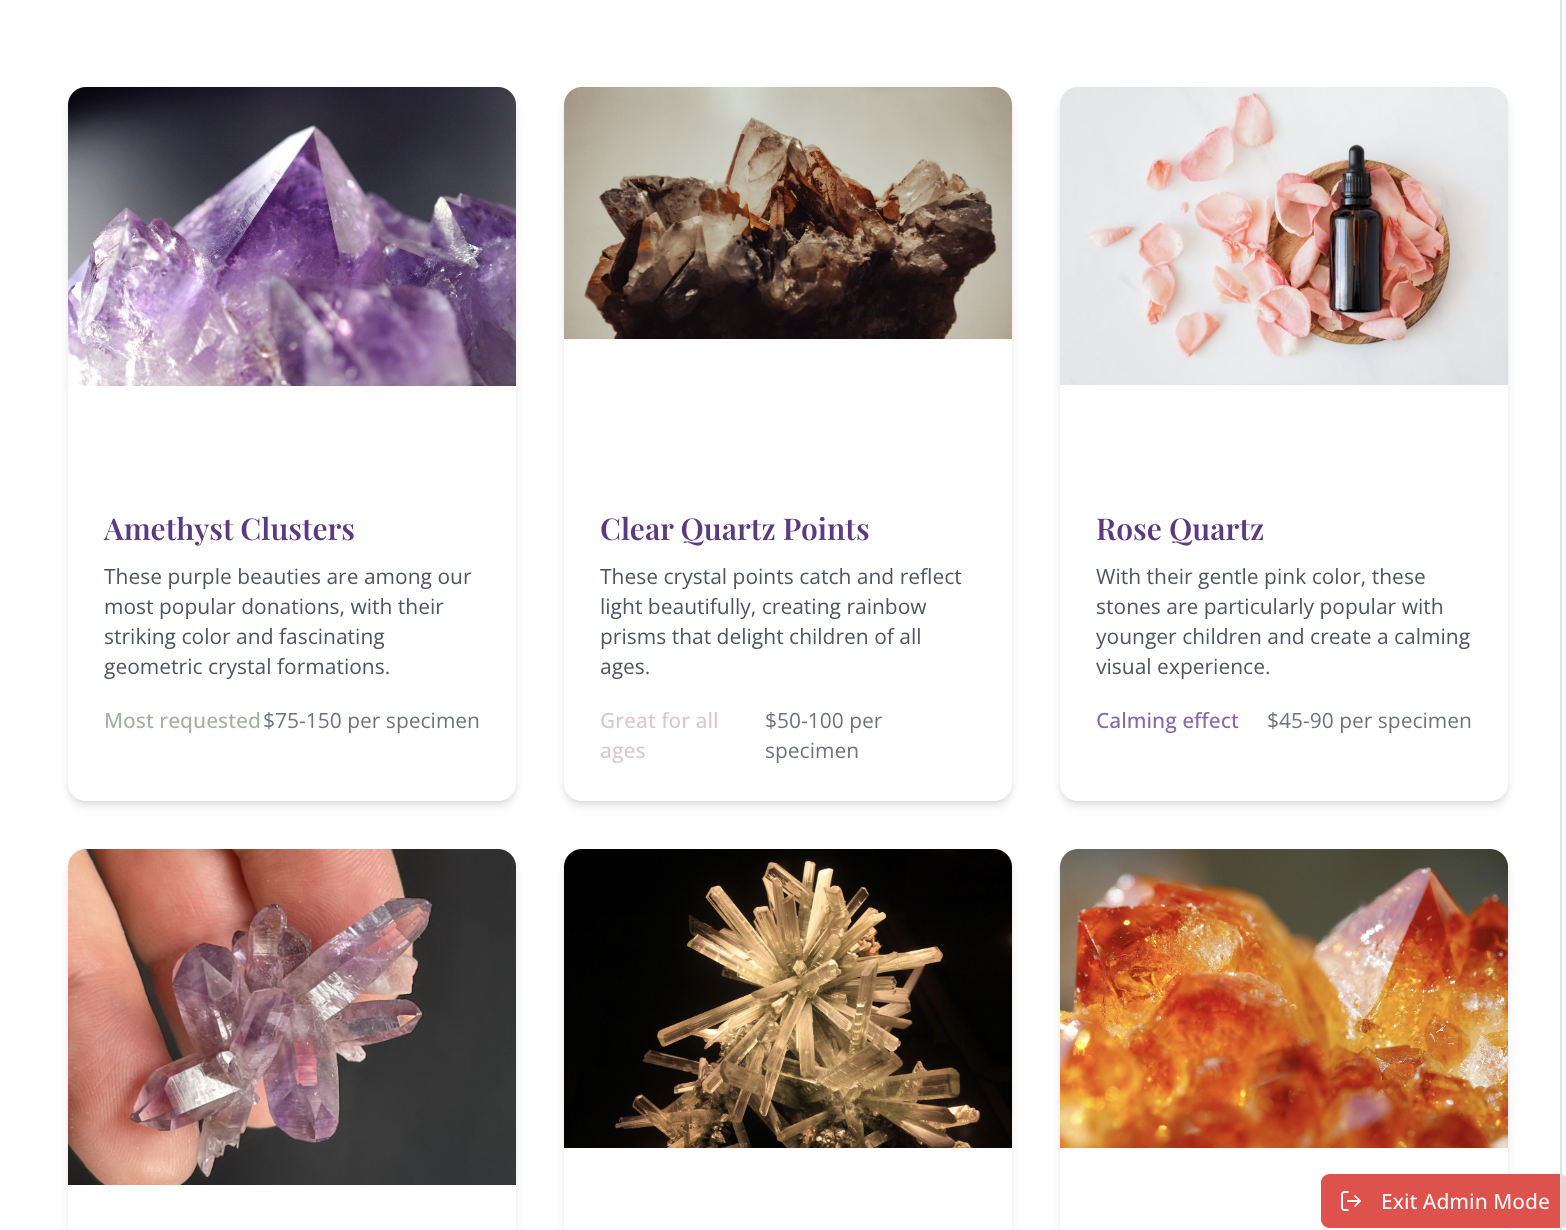 Amethyst Clusters
These purple beauties are among our
most popular donations, with their
striking color and fascinating
geometric crystal formations.
Most requested $75-150 per specimen
Clear Quartz Points
These crystal points catch and reflect
light beautifully, creating rainbow
prisms that delight children of all
ages.
Great for all
ages
$50-100 per
specimen
Rose Quartz
With their gentle pink color, these
stones are particularly popular with
younger children and create a calming
visual experience.
Calming effect $45-90 per specimen
Exit Admin Mode